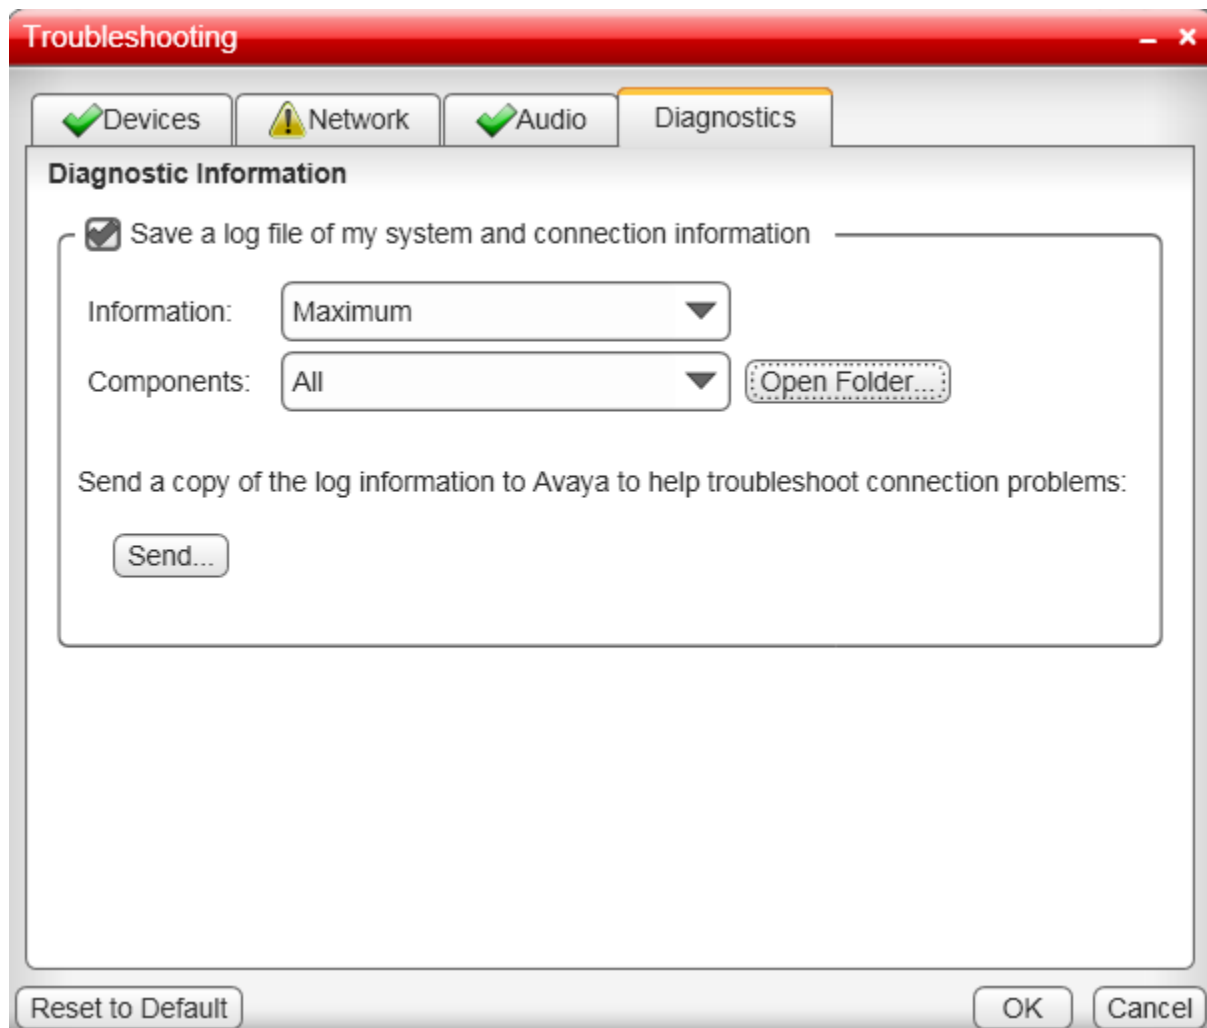 Troubleshooting
Devices Network Audio Diagnostics
Diagnostic Information
Save a log file of my system and connection information
Information: Maximum
Components: All Open Folder...
Send a copy of the log information to Avaya to help troubleshoot connection problems:
Send...
Reset to Default OK Cancel